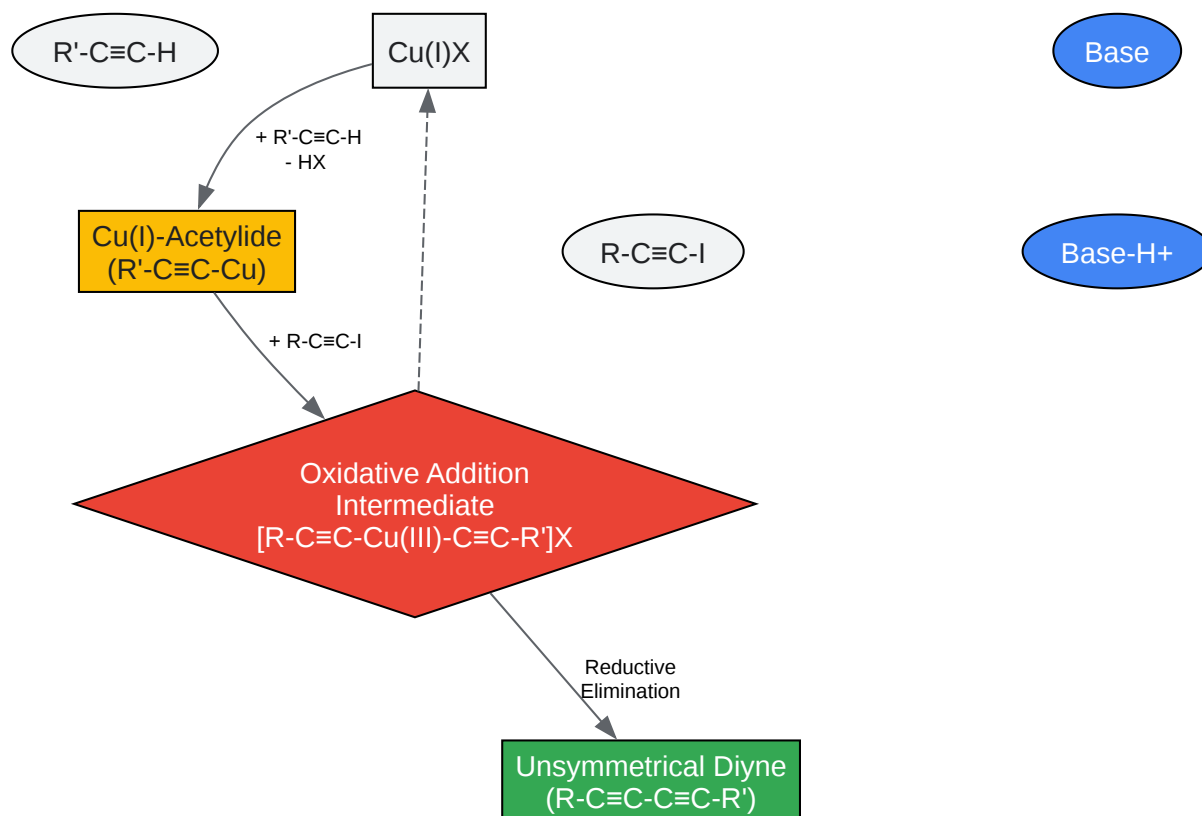 R'-C≡C-H
Cu(I)X
Base
+ R'-C≡C-H
- HX
Cu(I)-Acetylide
(R'-C≡C-Cu)
R-C≡C-I
Base-H+
+ R-C≡C-I
Oxidative Addition
Intermediate
[R-C≡C-Cu(III)-C≡C-R']X
Reductive
Elimination
Unsymmetrical Diyne
(R-C≡C-C≡C-R')